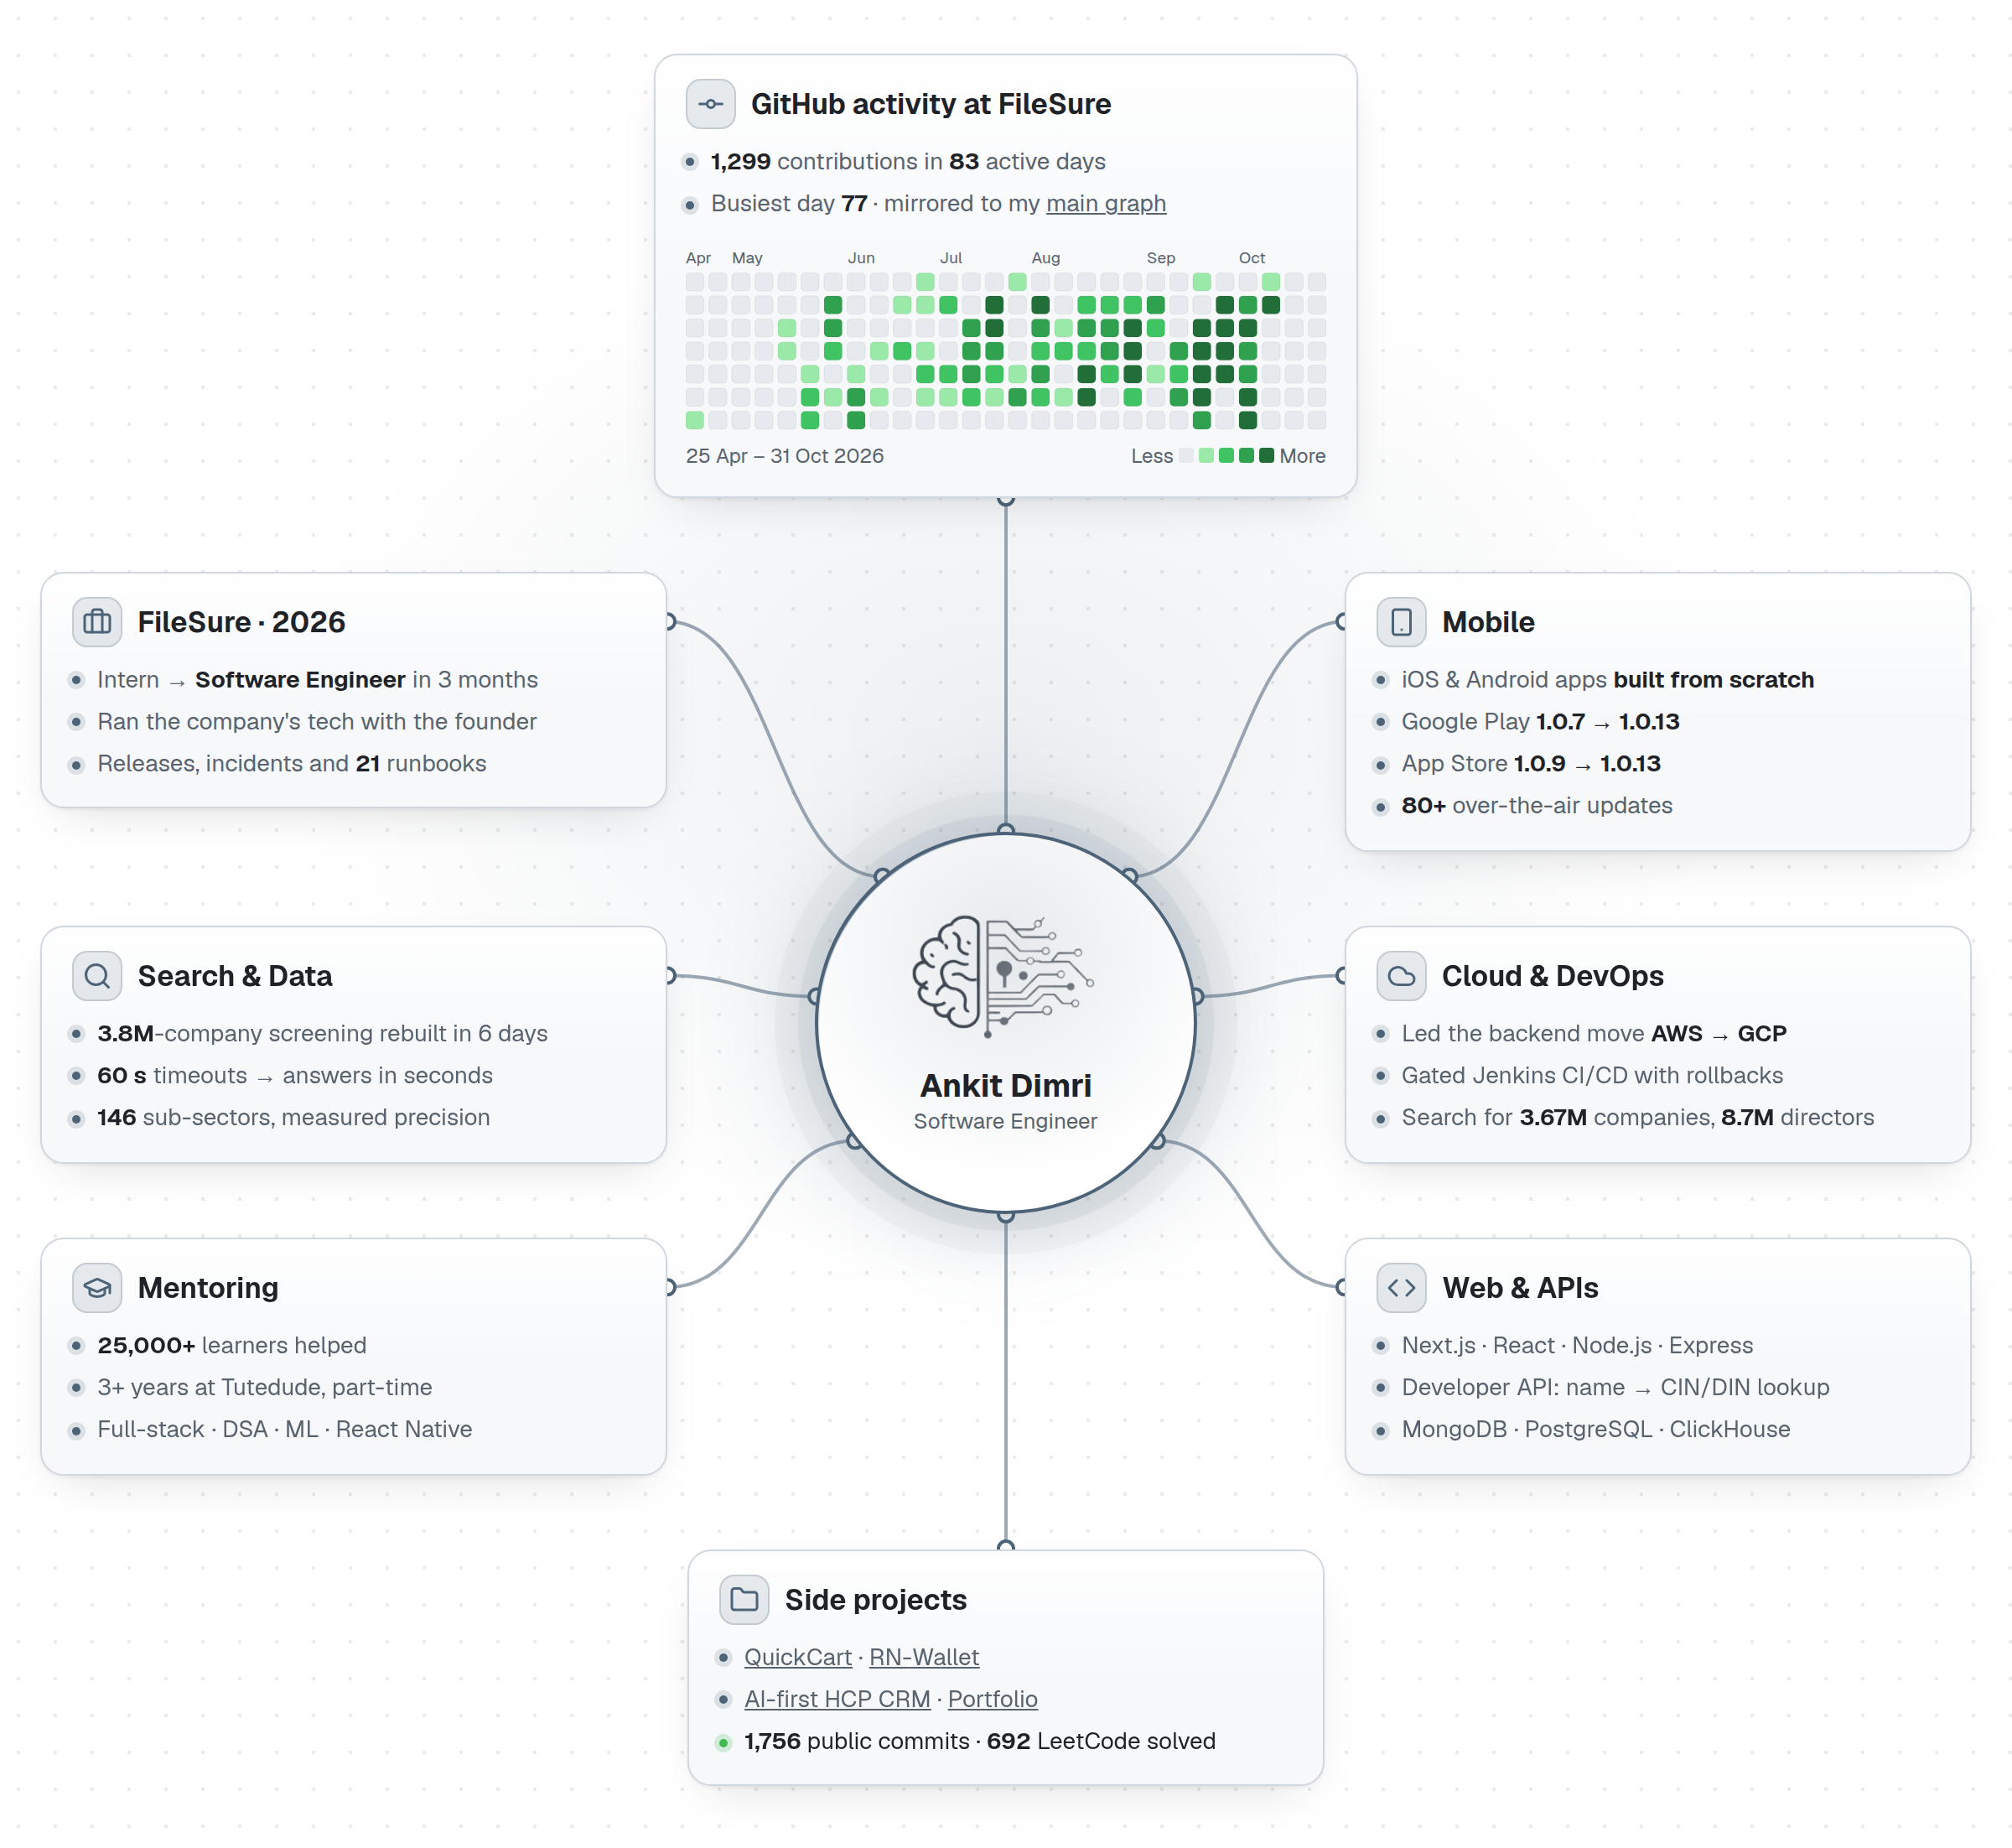 GitHub activity at FileSure
1,299 contributions in 83 active days
Busiest day 77 · mirrored to my main graph
Apr May Jun Jul Aug Sep Oct
25 Apr – 31 Oct 2026
Less More
FileSure · 2026
Intern → Software Engineer in 3 months
Ran the company's tech with the founder
Releases, incidents and 21 runbooks
Mobile
iOS & Android apps built from scratch
Google Play 1.0.7 → 1.0.13
App Store 1.0.9 → 1.0.13
80+ over-the-air updates
Search & Data
3.8M-company screening rebuilt in 6 days
60 s timeouts → answers in seconds
146 sub-sectors, measured precision
Ankit Dimri
Software Engineer
Cloud & DevOps
Led the backend move AWS → GCP
Gated Jenkins CI/CD with rollbacks
Search for 3.67M companies, 8.7M directors
Mentoring
25,000+ learners helped
3+ years at Tutedude, part-time
Full-stack · DSA · ML · React Native
Web & APIs
Next.js · React · Node.js · Express
Developer API: name → CIN/DIN lookup
MongoDB · PostgreSQL · ClickHouse
Side projects
QuickCart · RN-Wallet
AI-first HCP CRM · Portfolio
1,756 public commits · 692 LeetCode solved